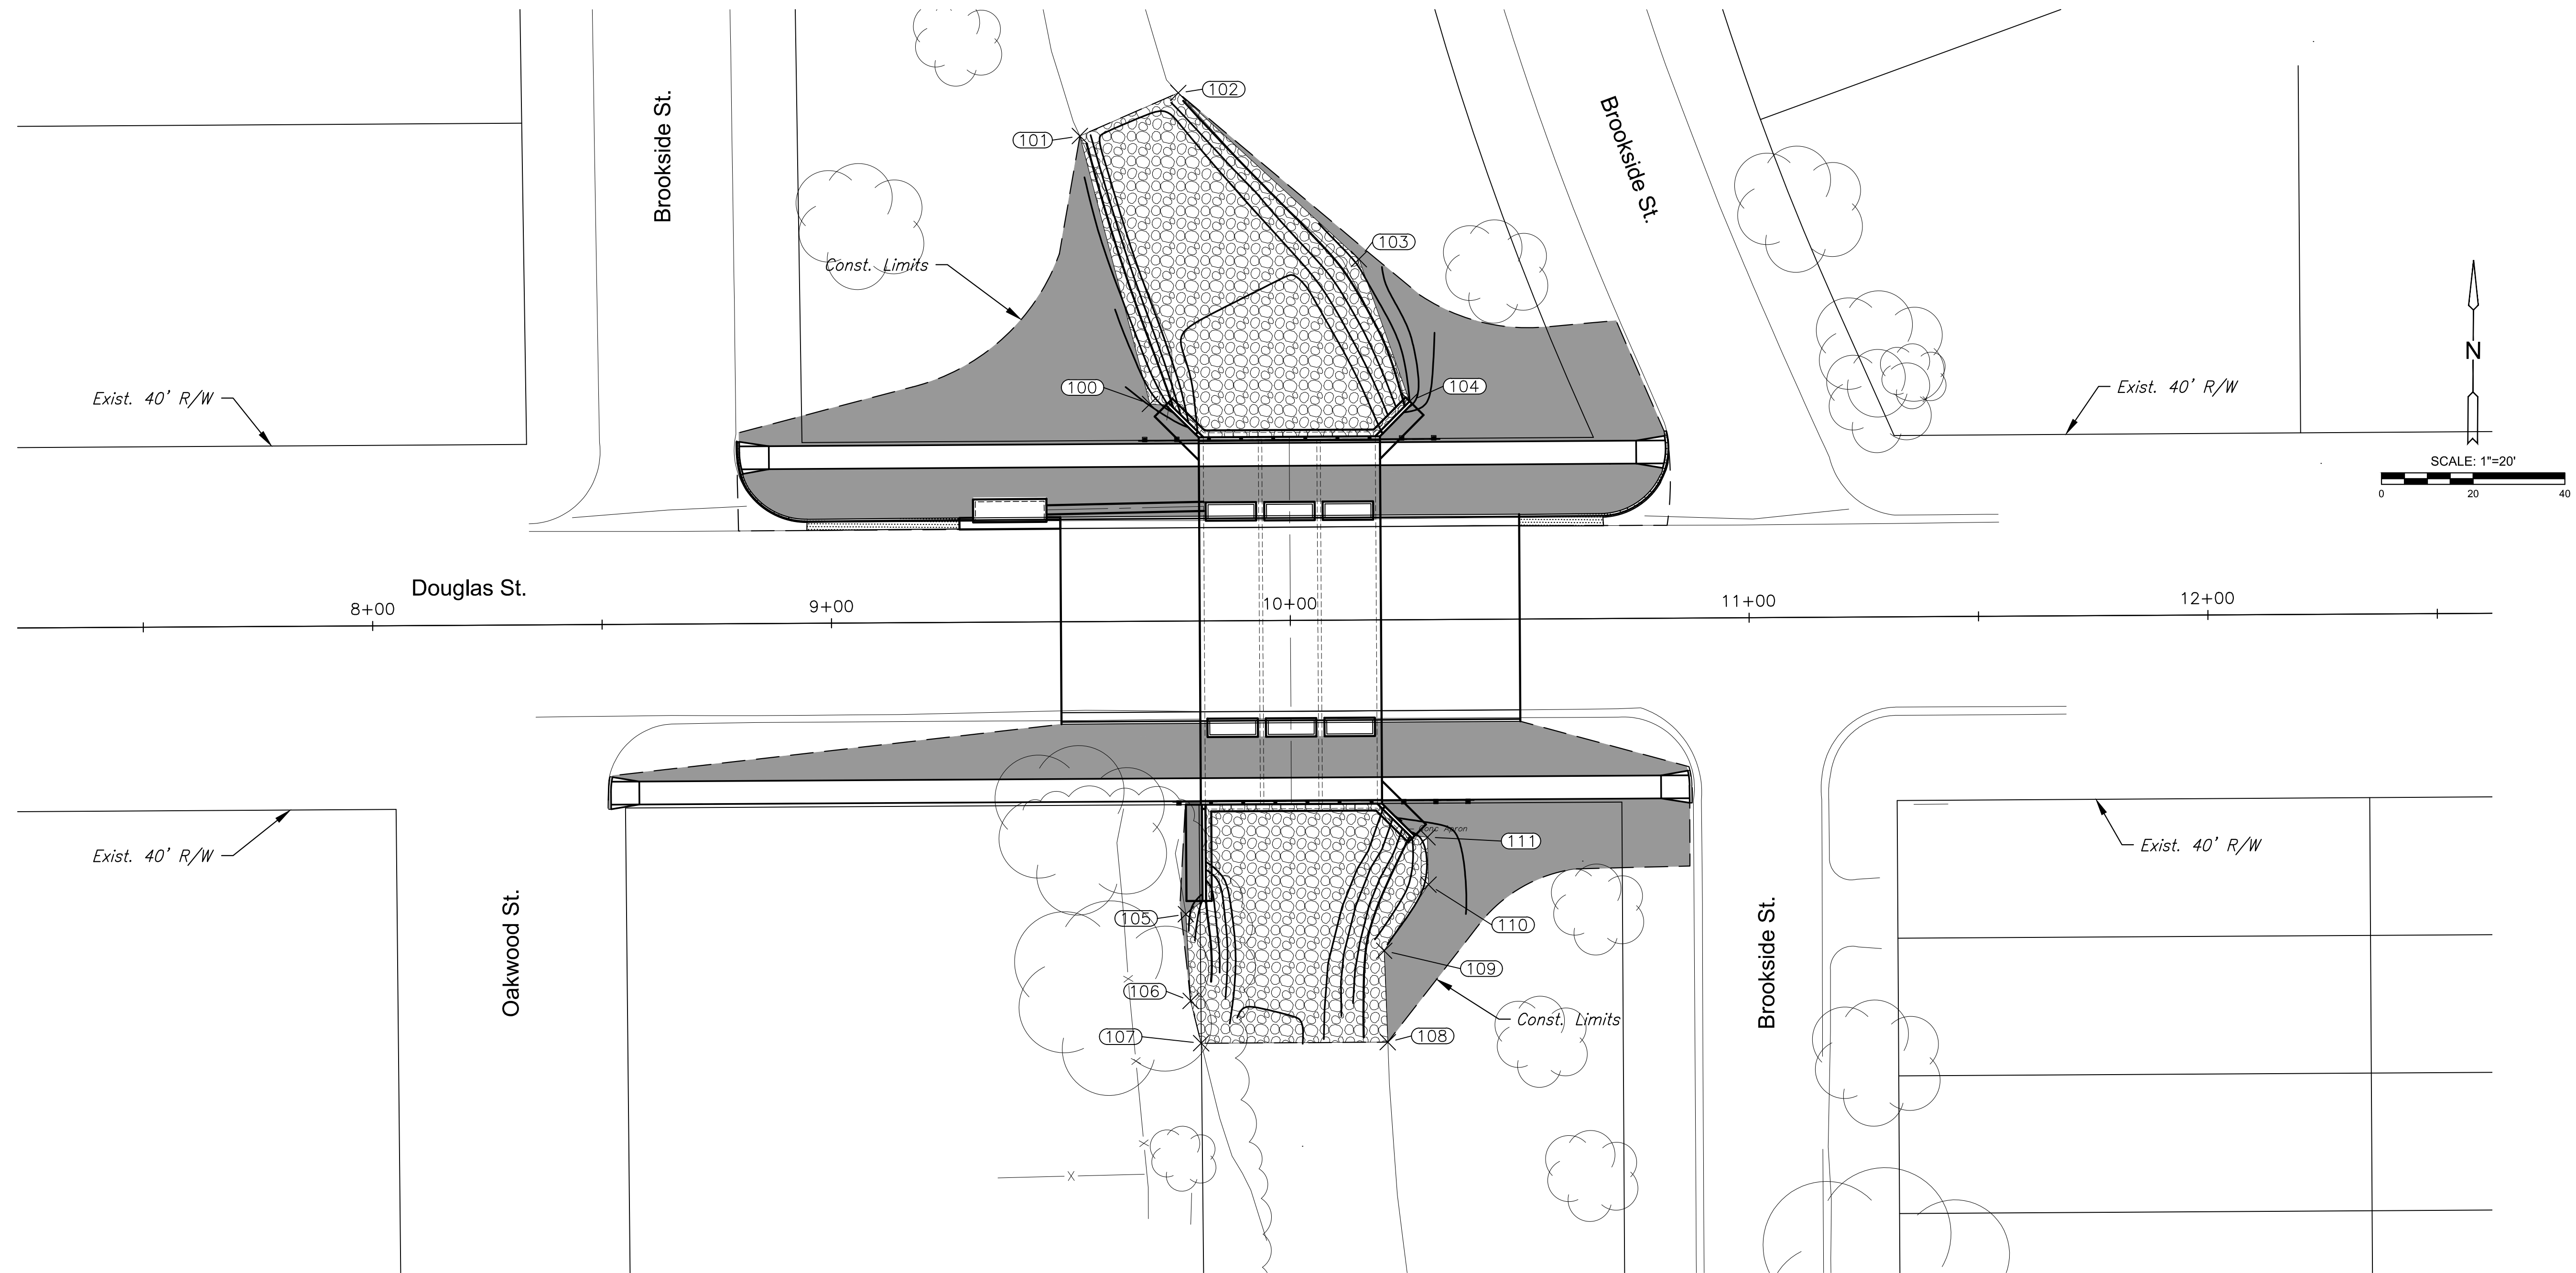 102
Brookside St.
Brookside St.
101
103
Const. Limits
N
100
104
Exist. 40' R/W
Exist. 40' R/W
SCALE: 1"=20'
0 20 40
Douglas St.
8+00 9+00 10+00 11+00 12+00
Conc Apron
111
Exist. 40' R/W
Exist. 40' R/W
105
110
Oakwood St.
Brookside St.
109
106
Const. Limits
107
108